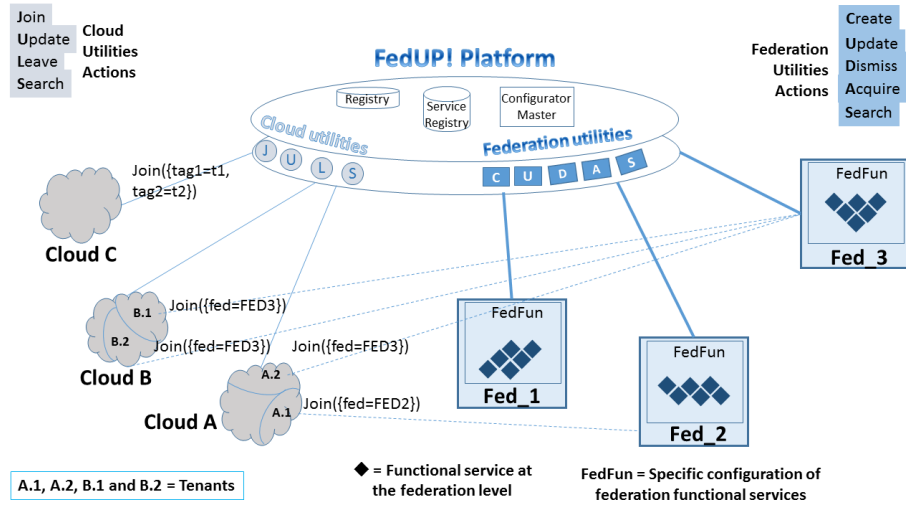 Join
Update
Leave
Search
Cloud
Utilities
Actions
FedUP! Platform
Registry
Service
Registry
Configurator
Master
Cloud utilities
Federation utilities
J
U
L
S
C
U
D
A
S
Federation
Utilities
Actions
Create
Update
Dismiss
Acquire
Search
Join({tag1=t1,
tag2=t2})
Cloud C
FedFun
Fed_3
B.1
B.2
Join({fed=FED3})
Join({fed=FED3})
Cloud B
Join({fed=FED3})
A.2
A.1
Join({fed=FED2})
Cloud A
FedFun
Fed_1
FedFun
Fed_2
A.1, A.2, B.1 and B.2 = Tenants
= Functional service at
the federation level
FedFun = Specific configuration of
federation functional services